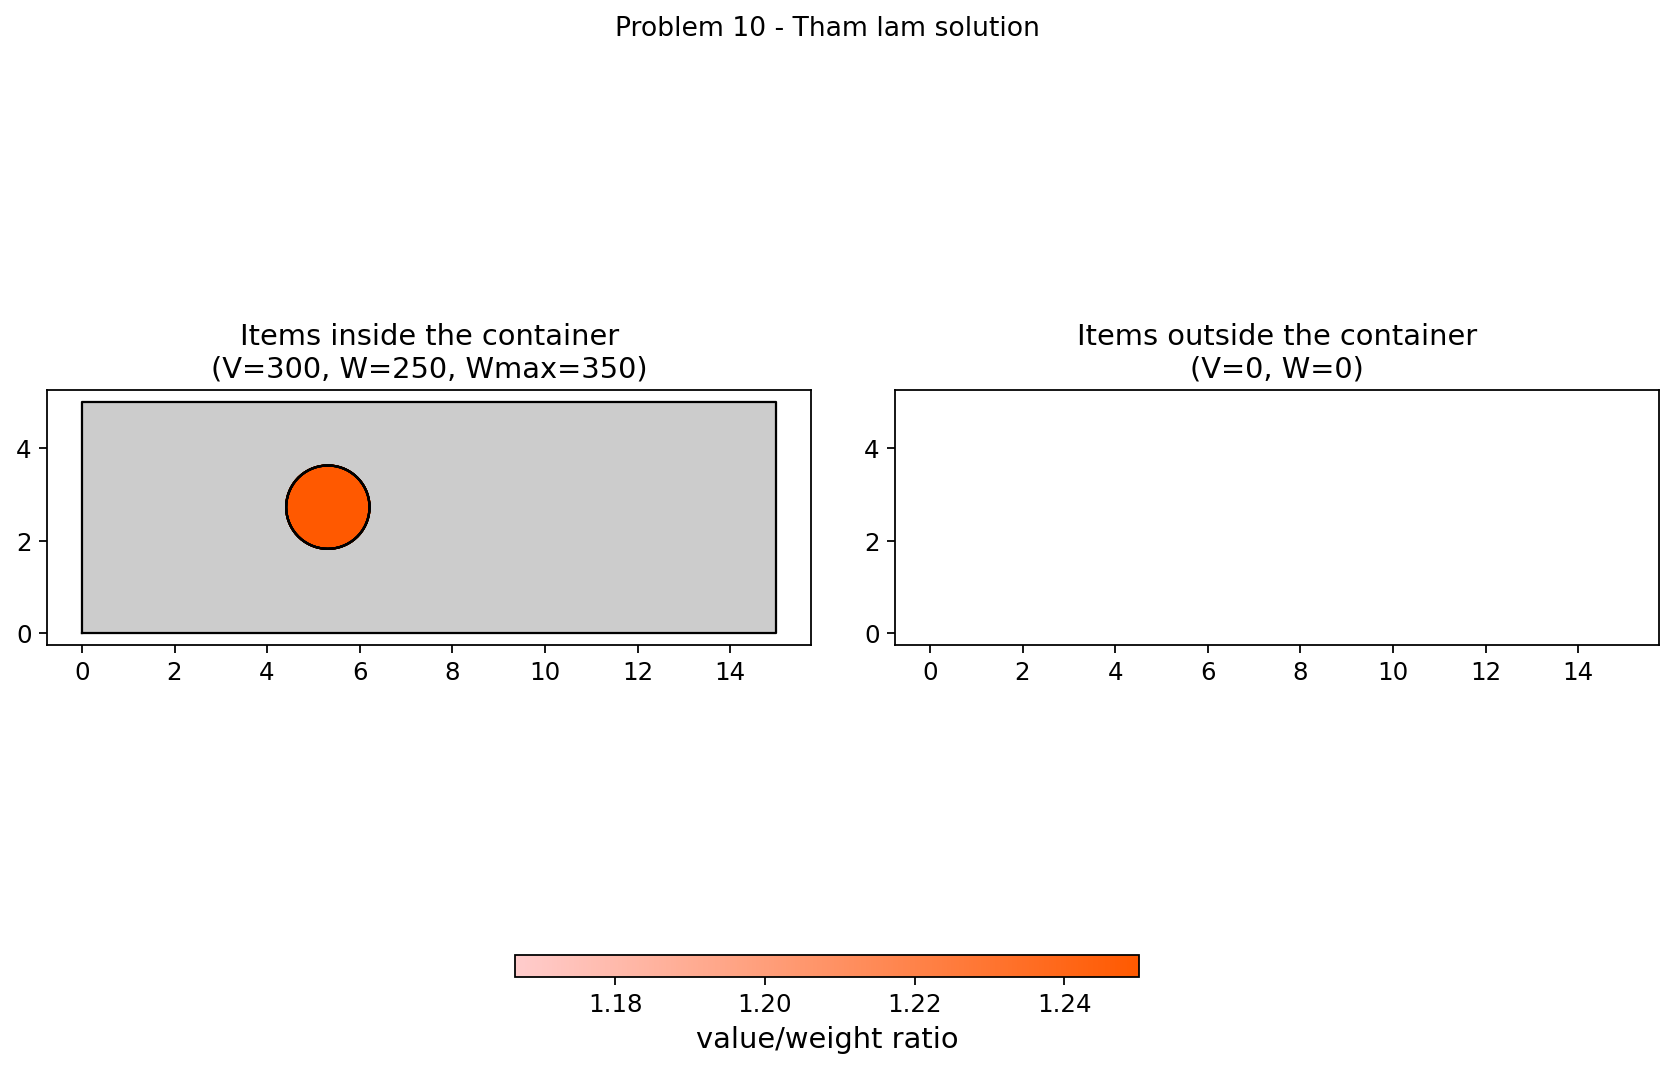 Problem 10 - Tham lam solution
Items inside the container
(V=300, W=250, Wmax=350)
4
2
0
0 2 4 6 8 10 12 14
Items outside the container
(V=0, W=0)
4
2
0
0 2 4 6 8 10 12 14
1.18 1.20 1.22 1.24
value/weight ratio